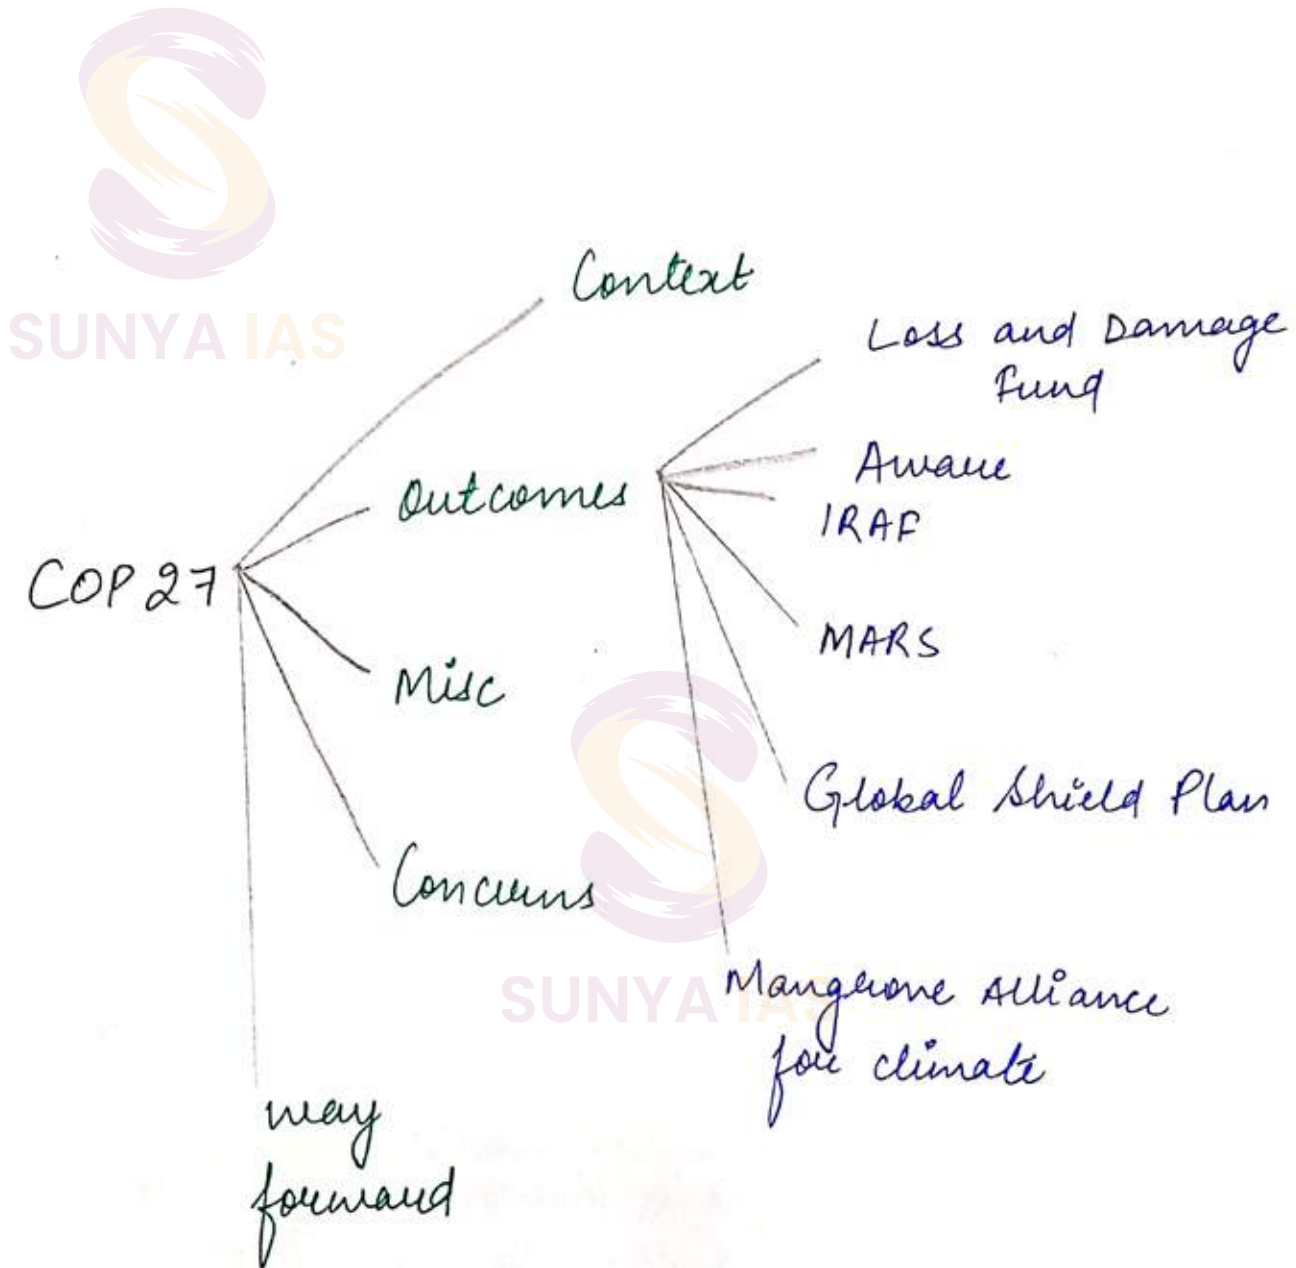 SUNYA IAS
Context
Loss and Damage
Fund
Outcomes
Aware
IRAF
COP 27
MARS
Misc
Global Shield Plan
Concerns
SUNYA IAS
Mangrove Alliance
for climate
way
forward